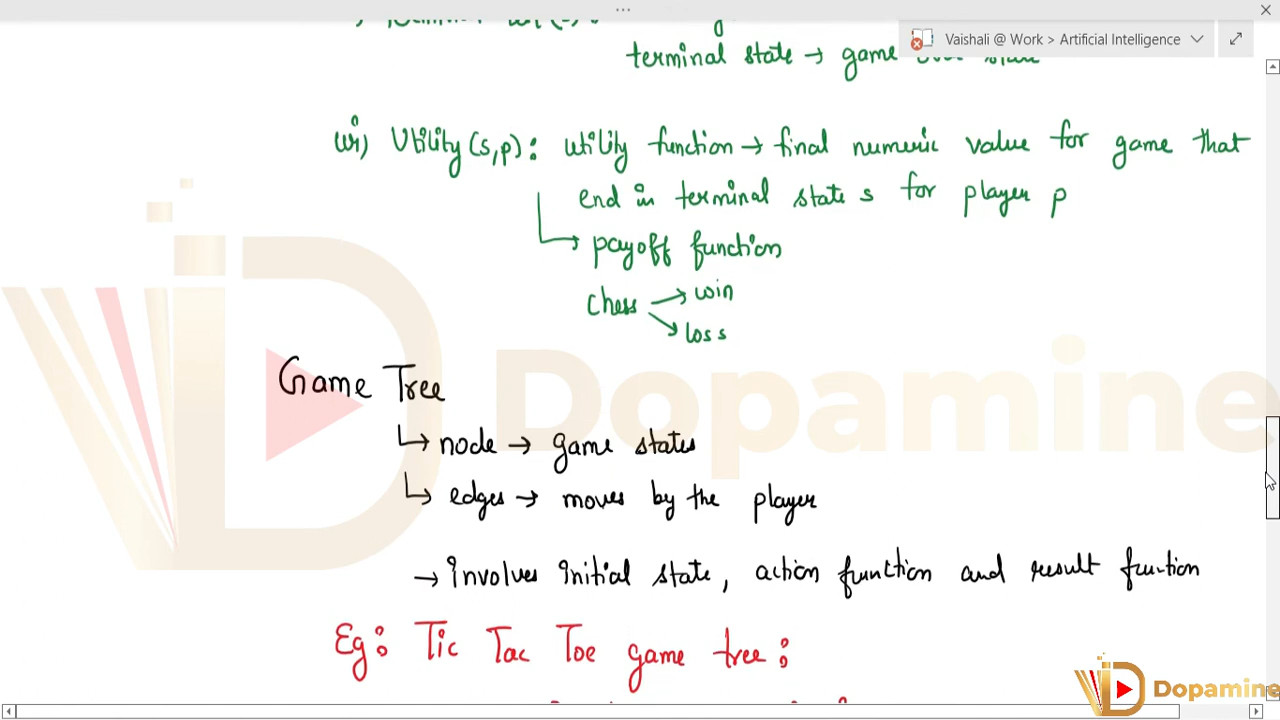 Vaishali @ Work > Artificial Intelligence
terminal state → game
vi) Utility (s,p): utility function → final numeric value for game that
end in terminal state s for player p
→ payoff function
chess → win
→ loss
Game Tree
↳ node → game states
↳ edges → moves by the player
→ involves initial state, action function and result function
Eg: Tic Tac Toe game tree:
Dopamine
Dopamine